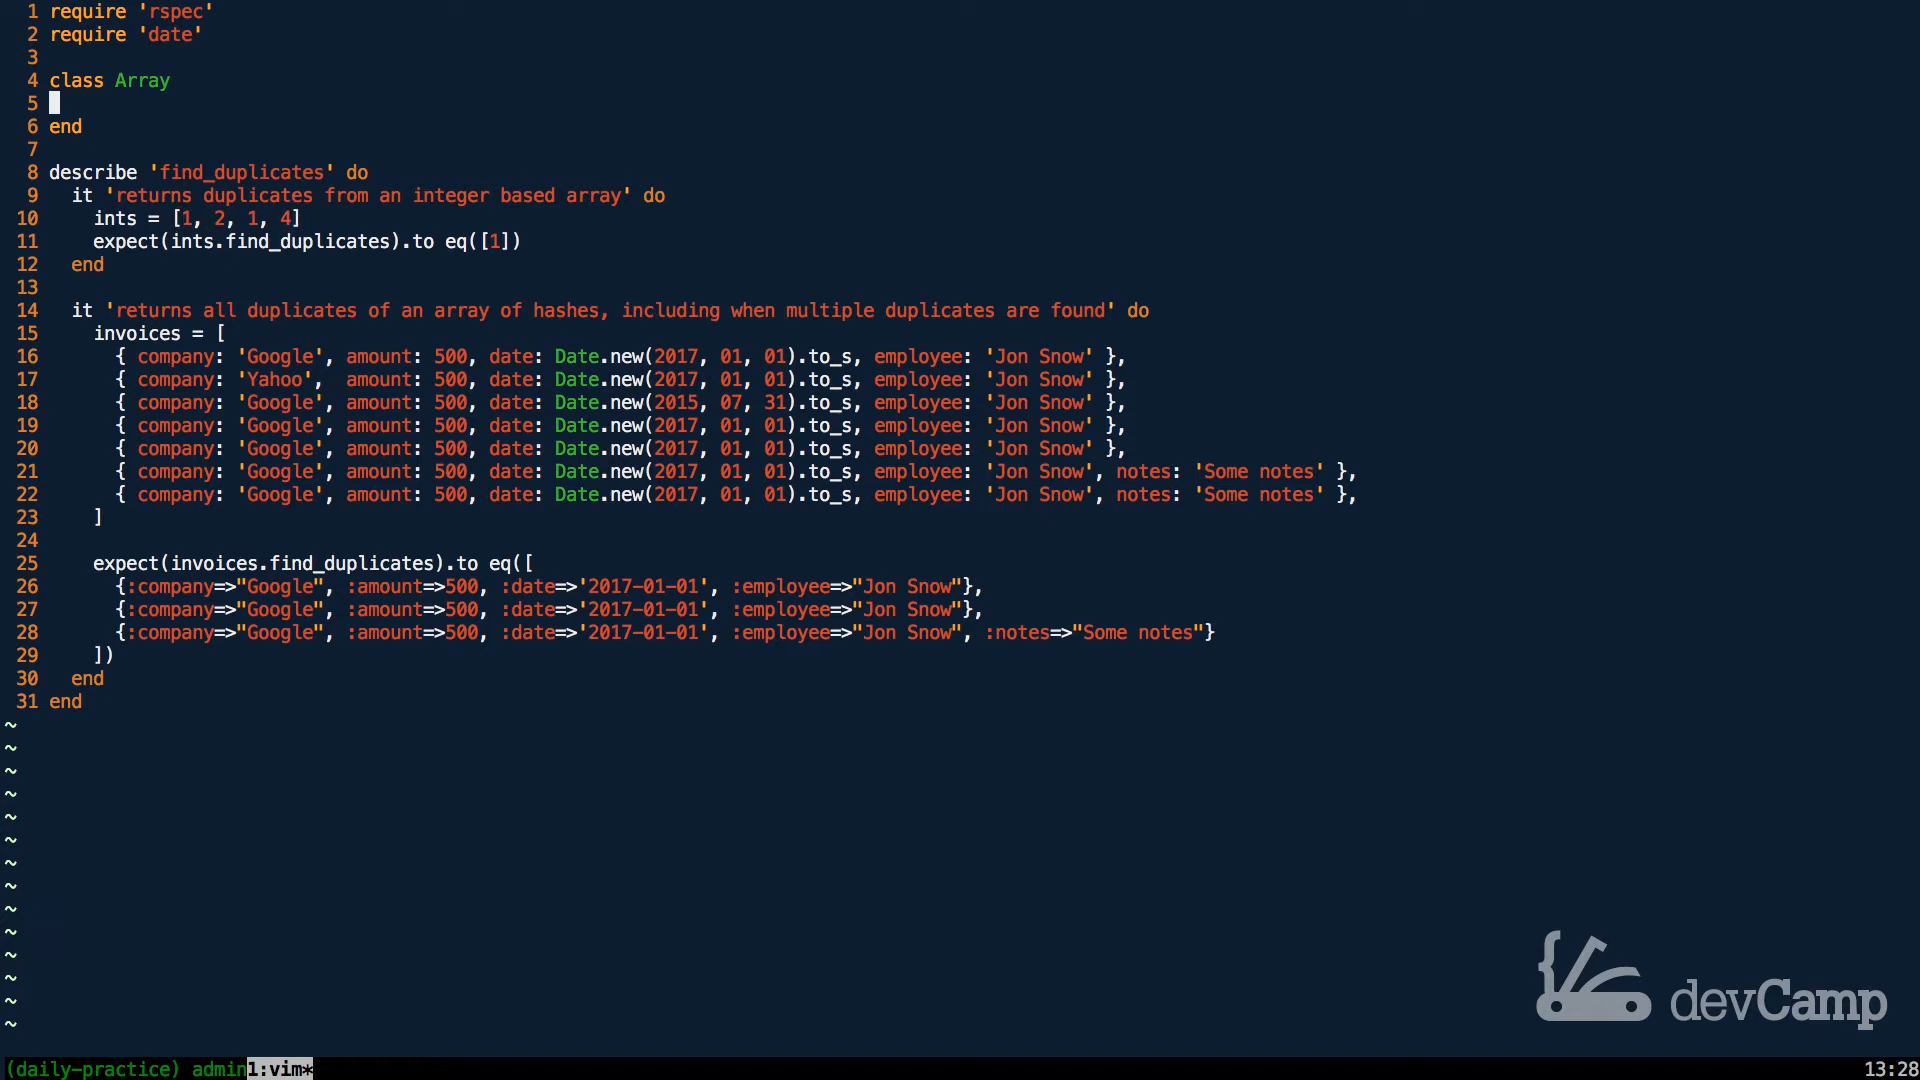 1 require 'rspec'
2 require 'date'
3
4 class Array
5
6 end
7
8 describe 'find_duplicates' do
9   it 'returns duplicates from an integer based array' do
10     ints = [1, 2, 1, 4]
11     expect(ints.find_duplicates).to eq([1])
12   end
13
14   it 'returns all duplicates of an array of hashes, including when multiple duplicates are found' do
15     invoices = [
16       { company: 'Google', amount: 500, date: Date.new(2017, 01, 01).to_s, employee: 'Jon Snow' },
17       { company: 'Yahoo',  amount: 500, date: Date.new(2017, 01, 01).to_s, employee: 'Jon Snow' },
18       { company: 'Google', amount: 500, date: Date.new(2015, 07, 31).to_s, employee: 'Jon Snow' },
19       { company: 'Google', amount: 500, date: Date.new(2017, 01, 01).to_s, employee: 'Jon Snow' },
20       { company: 'Google', amount: 500, date: Date.new(2017, 01, 01).to_s, employee: 'Jon Snow' },
21       { company: 'Google', amount: 500, date: Date.new(2017, 01, 01).to_s, employee: 'Jon Snow', notes: 'Some notes' },
22       { company: 'Google', amount: 500, date: Date.new(2017, 01, 01).to_s, employee: 'Jon Snow', notes: 'Some notes' },
23     ]
24
25     expect(invoices.find_duplicates).to eq([
26       {:company=>"Google", :amount=>500, :date=>'2017-01-01', :employee=>"Jon Snow"},
27       {:company=>"Google", :amount=>500, :date=>'2017-01-01', :employee=>"Jon Snow"},
28       {:company=>"Google", :amount=>500, :date=>'2017-01-01', :employee=>"Jon Snow", :notes=>"Some notes"}
29     ])
30   end
31 end
~
~
~
~
~
~
~
~
~
~
~
~
~
~
devCamp
(daily-practice) admin1:vim* 13:28